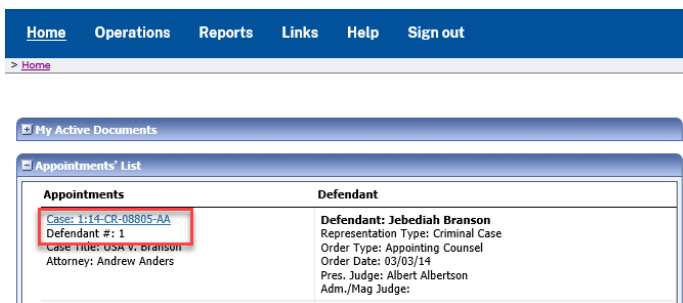 Home Operations Reports Links Help Sign out
> Home
My Active Documents
Appointments' List
Appointments Defendant
Case: 1:14-CR-08805-AA
Defendant #: 1
Case Title: USA v. Branson
Attorney: Andrew Anders
Defendant: Jebediah Branson
Representation Type: Criminal Case
Order Type: Appointing Counsel
Order Date: 03/03/14
Pres. Judge: Albert Albertson
Adm./Mag Judge: